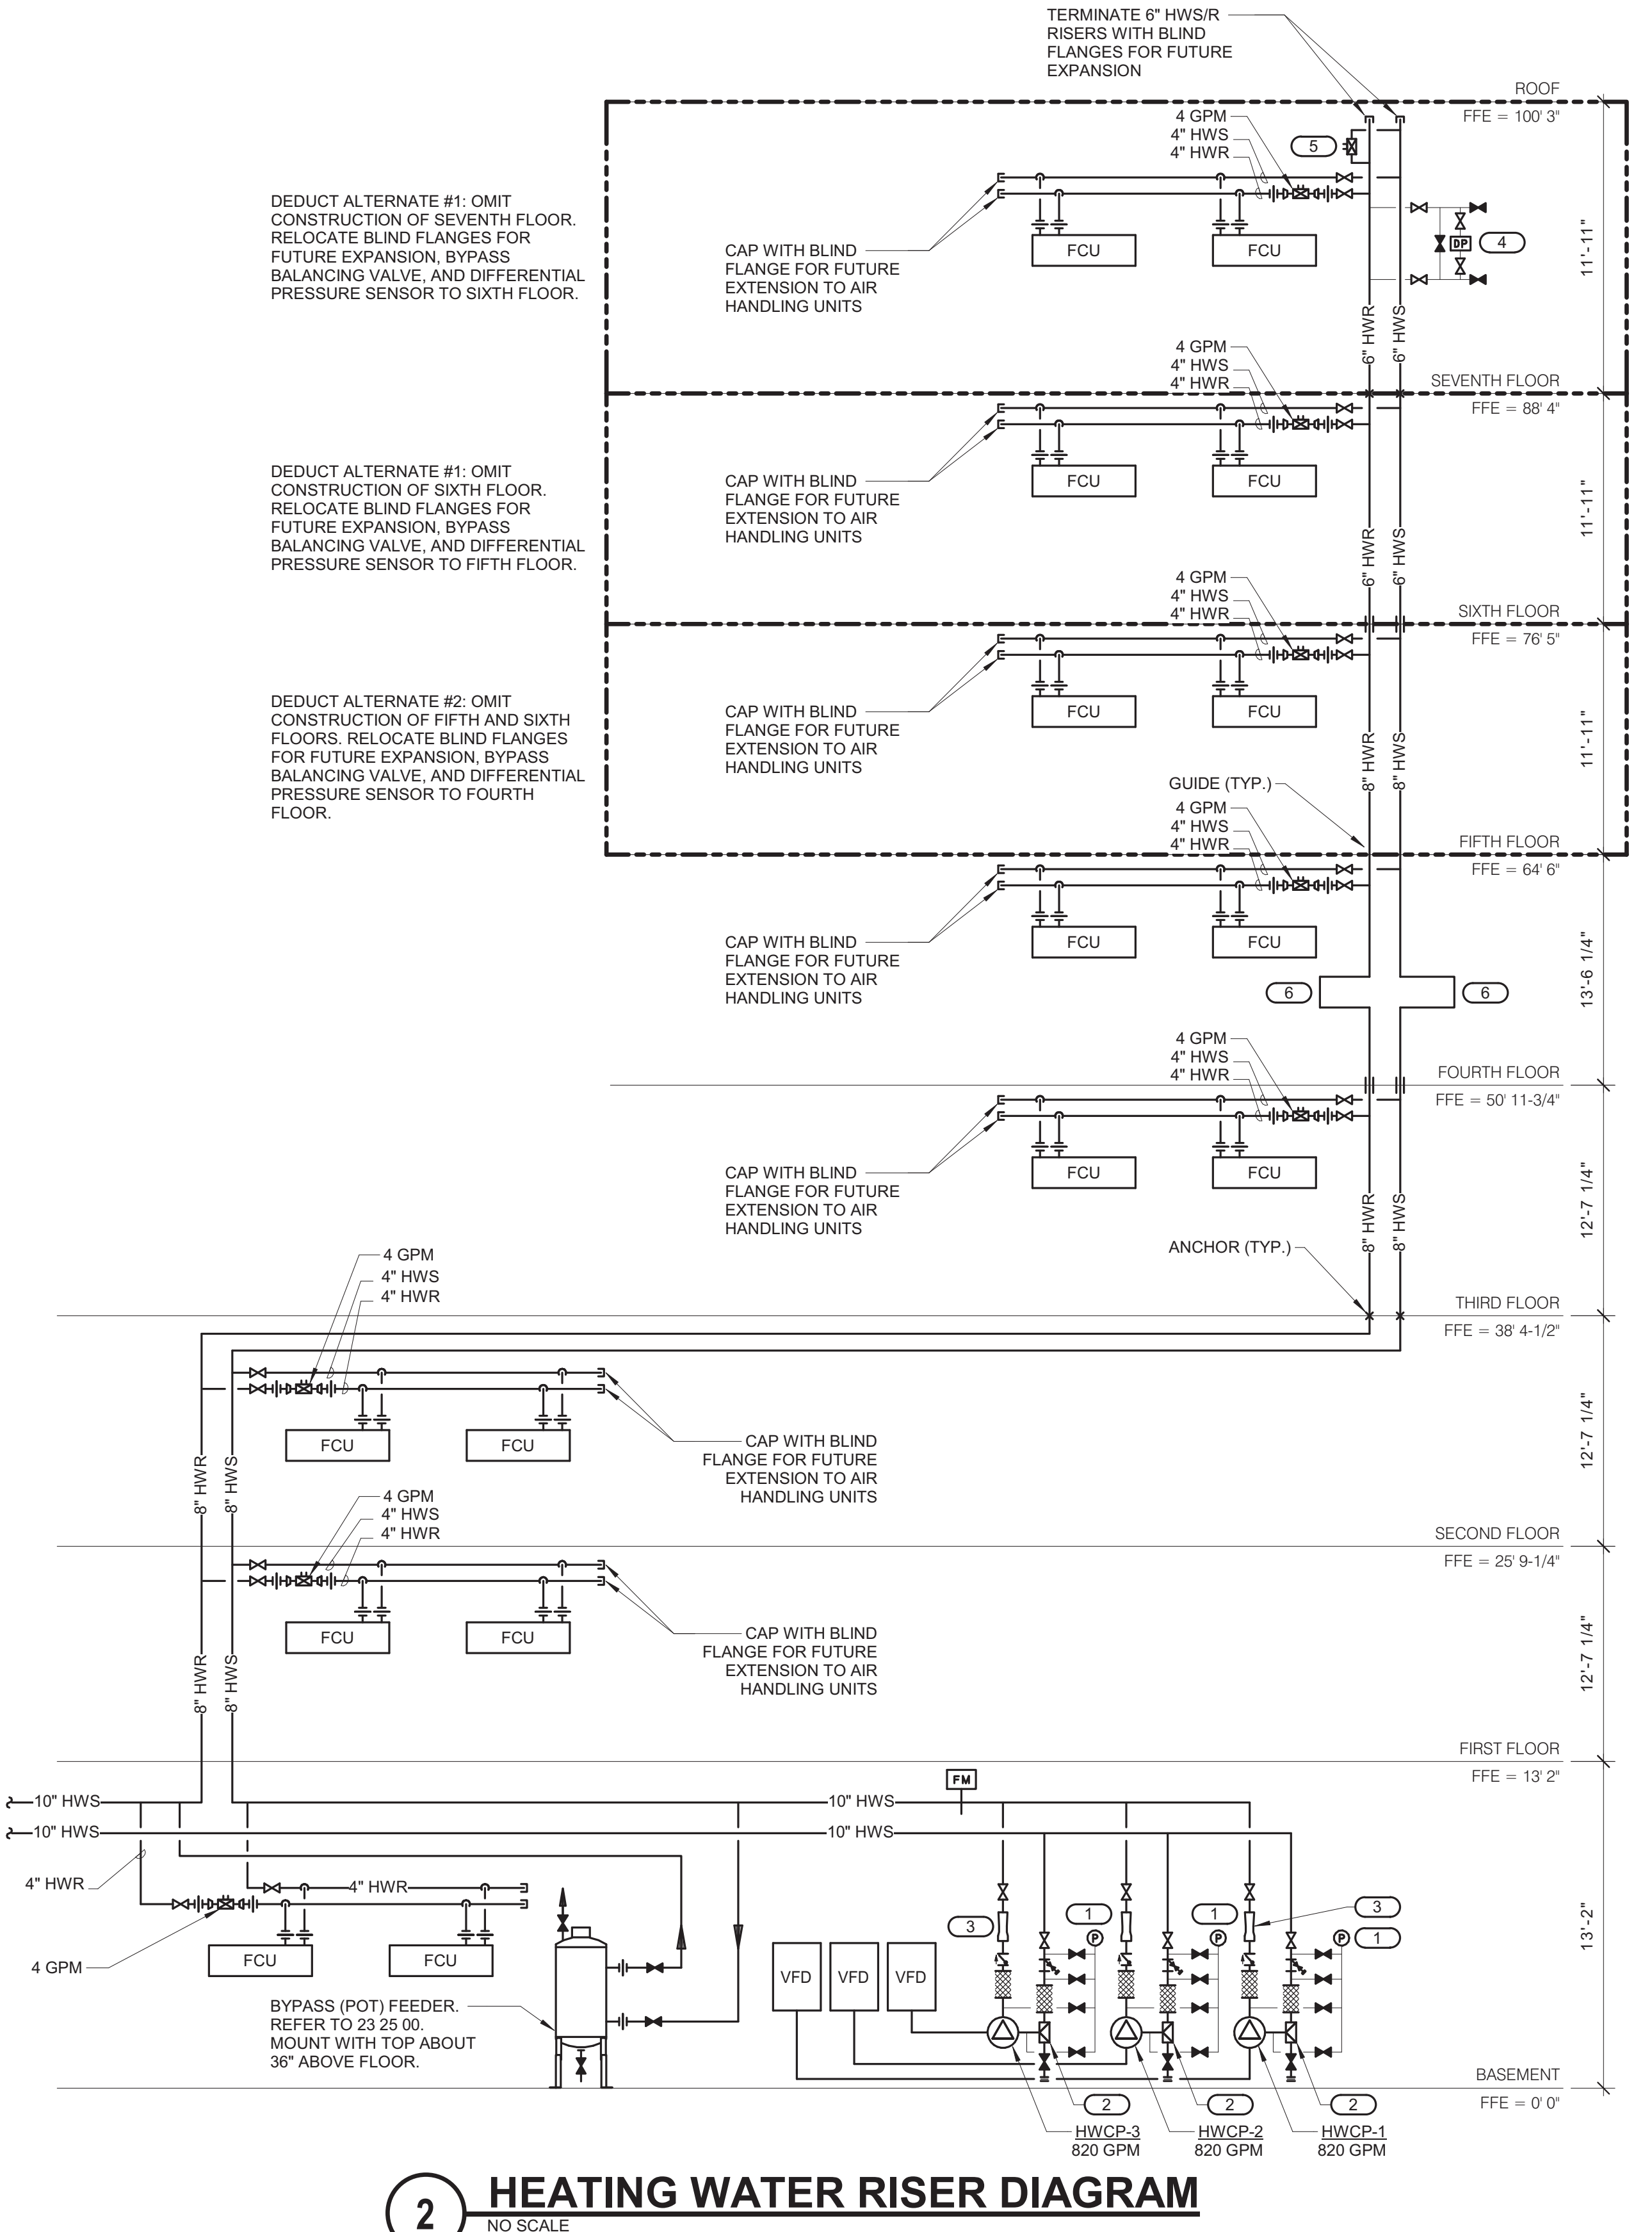 TERMINATE 6" HWS/R
RISERS WITH BLIND
FLANGES FOR FUTURE
EXPANSION
ROOF
FFE = 100' 3"
4 GPM
4" HWS
4" HWR
5
DEDUCT ALTERNATE #1: OMIT
CONSTRUCTION OF SEVENTH FLOOR.
RELOCATE BLIND FLANGES FOR
FUTURE EXPANSION, BYPASS
BALANCING VALVE, AND DIFFERENTIAL
PRESSURE SENSOR TO SIXTH FLOOR.
CAP WITH BLIND
FLANGE FOR FUTURE
EXTENSION TO AIR
HANDLING UNITS
FCU
FCU
DP
4
11'-11"
6" HWR
6" HWS
4 GPM
4" HWS
4" HWR
SEVENTH FLOOR
FFE = 88' 4"
DEDUCT ALTERNATE #1: OMIT
CONSTRUCTION OF SIXTH FLOOR.
RELOCATE BLIND FLANGES FOR
FUTURE EXPANSION, BYPASS
BALANCING VALVE, AND DIFFERENTIAL
PRESSURE SENSOR TO FIFTH FLOOR.
CAP WITH BLIND
FLANGE FOR FUTURE
EXTENSION TO AIR
HANDLING UNITS
FCU
FCU
11'-11"
6" HWR
6" HWS
4 GPM
4" HWS
4" HWR
SIXTH FLOOR
FFE = 76' 5"
DEDUCT ALTERNATE #2: OMIT
CONSTRUCTION OF FIFTH AND SIXTH
FLOORS. RELOCATE BLIND FLANGES
FOR FUTURE EXPANSION, BYPASS
BALANCING VALVE, AND DIFFERENTIAL
PRESSURE SENSOR TO FOURTH
FLOOR.
CAP WITH BLIND
FLANGE FOR FUTURE
EXTENSION TO AIR
HANDLING UNITS
FCU
FCU
11'-11"
8" HWR
8" HWS
GUIDE (TYP.)
4 GPM
4" HWS
4" HWR
FIFTH FLOOR
FFE = 64' 6"
CAP WITH BLIND
FLANGE FOR FUTURE
EXTENSION TO AIR
HANDLING UNITS
FCU
FCU
6
6
13'-6 1/4"
4 GPM
4" HWS
4" HWR
FOURTH FLOOR
FFE = 50' 11-3/4"
CAP WITH BLIND
FLANGE FOR FUTURE
EXTENSION TO AIR
HANDLING UNITS
FCU
FCU
12'-7 1/4"
8" HWR
8" HWS
ANCHOR (TYP.)
THIRD FLOOR
FFE = 38' 4-1/2"
4 GPM
4" HWS
4" HWR
FCU
FCU
CAP WITH BLIND
FLANGE FOR FUTURE
EXTENSION TO AIR
HANDLING UNITS
12'-7 1/4"
8" HWR
8" HWS
4 GPM
4" HWS
4" HWR
SECOND FLOOR
FFE = 25' 9-1/4"
FCU
FCU
CAP WITH BLIND
FLANGE FOR FUTURE
EXTENSION TO AIR
HANDLING UNITS
12'-7 1/4"
8" HWR
8" HWS
FIRST FLOOR
FFE = 13' 2"
FM
10" HWS
10" HWS
10" HWS
10" HWS
4" HWR
4" HWR
4 GPM
FCU
FCU
BYPASS (POT) FEEDER.
REFER TO 23 25 00.
MOUNT WITH TOP ABOUT
36" ABOVE FLOOR.
VFD
VFD
VFD
3
1
P
1
P
3
P
1
13'-2"
BASEMENT
FFE = 0' 0"
2
2
2
HWCP-3
820 GPM
HWCP-2
820 GPM
HWCP-1
820 GPM
2
HEATING WATER RISER DIAGRAM
NO SCALE